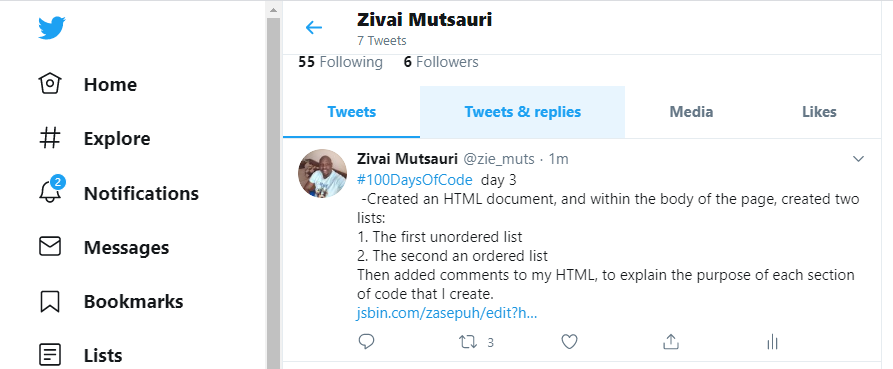 Zivai Mutsauri
7 Tweets
55 Following 6 Followers
Home
Explore
2
Notifications
Messages
Bookmarks
Lists
Tweets Tweets & replies Media Likes
Zivai Mutsauri @zie_muts · 1m
#100DaysOfCode day 3
-Created an HTML document, and within the body of the page, created two
lists:
1. The first unordered list
2. The second an ordered list
Then added comments to my HTML, to explain the purpose of each section
of code that I create.
jsbin.com/zasepuh/edit?h...
3